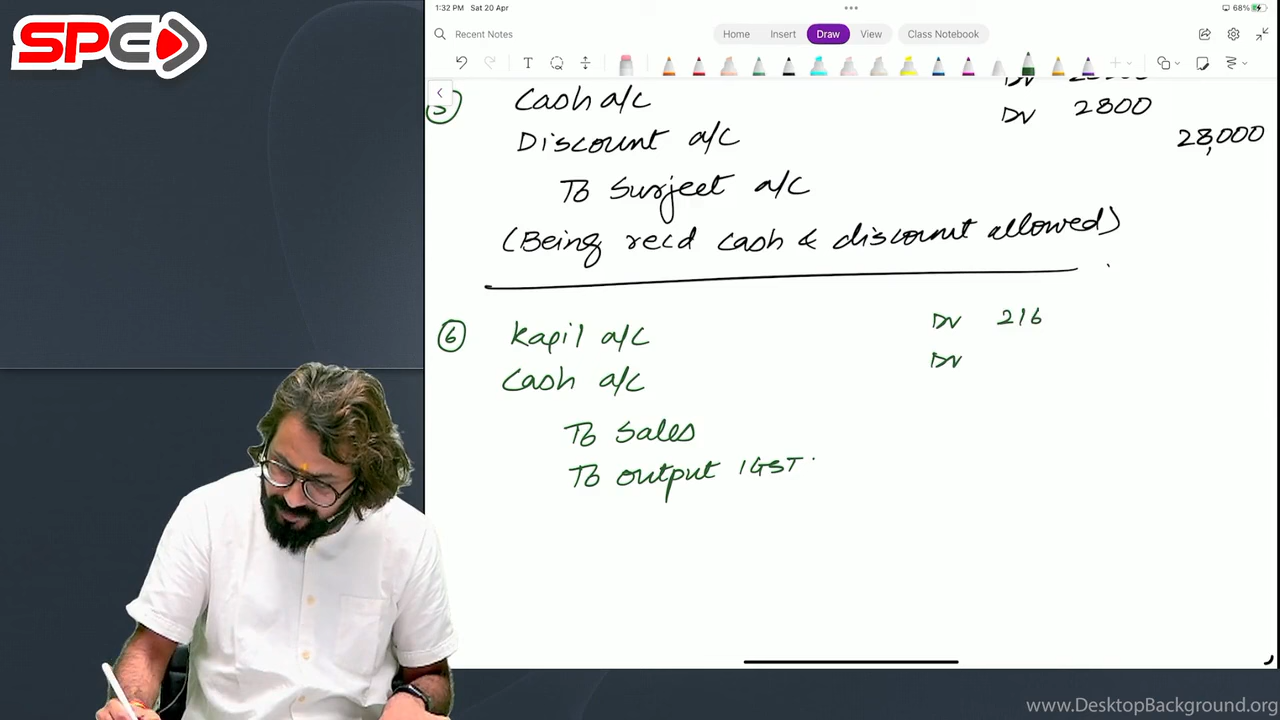 SPE
1:32 PM Sat 20 Apr
68%
Recent Notes
Home Insert Draw View Class Notebook
T
5 Cash a/c Dr
Discount a/c Dr 2800
28,000
To Surjeet a/c
(Being recd cash & discount allowed)
6 Kapil a/c Dr 216
Cash a/c Dr
To Sales
To output IGST
www.DesktopBackground.org